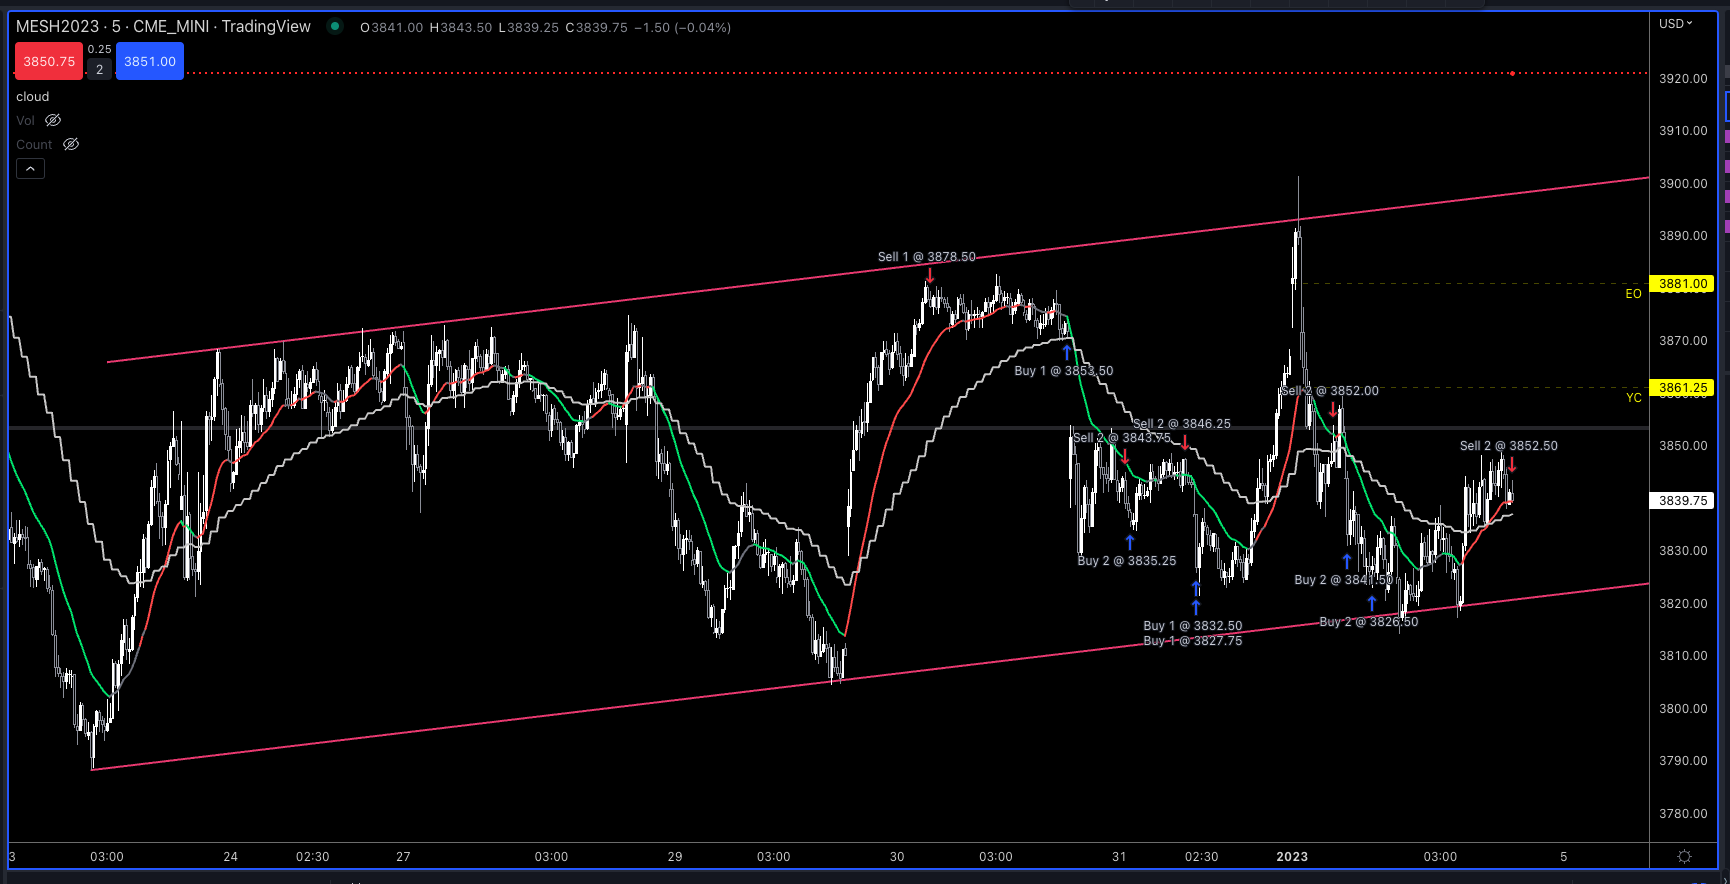 MESH2023 · 5 · CME_MINI · TradingView O3841.00 H3843.50 L3839.25 C3839.75 −1.50 (−0.04%)
USD
3850.75 0.25 2 3851.00
cloud
Vol
Count
3920.00
3910.00
3900.00
3890.00
3881.00
EO
3870.00
3861.25
YC
3850.00
3839.75
3830.00
3820.00
3810.00
3800.00
3790.00
3780.00
Sell 1 @ 3878.50
Buy 1 @ 3853.50
Sell 2 @ 3852.00
Sell 2 @ 3846.25
Sell 2 @ 3843.75
Sell 2 @ 3852.50
Buy 2 @ 3835.25
Buy 2 @ 3841.50
Buy 2 @ 3826.50
Buy 1 @ 3832.50
Buy 1 @ 3827.75
3 03:00 24 02:30 27 03:00 29 03:00 30 03:00 31 02:30 2023 03:00 5